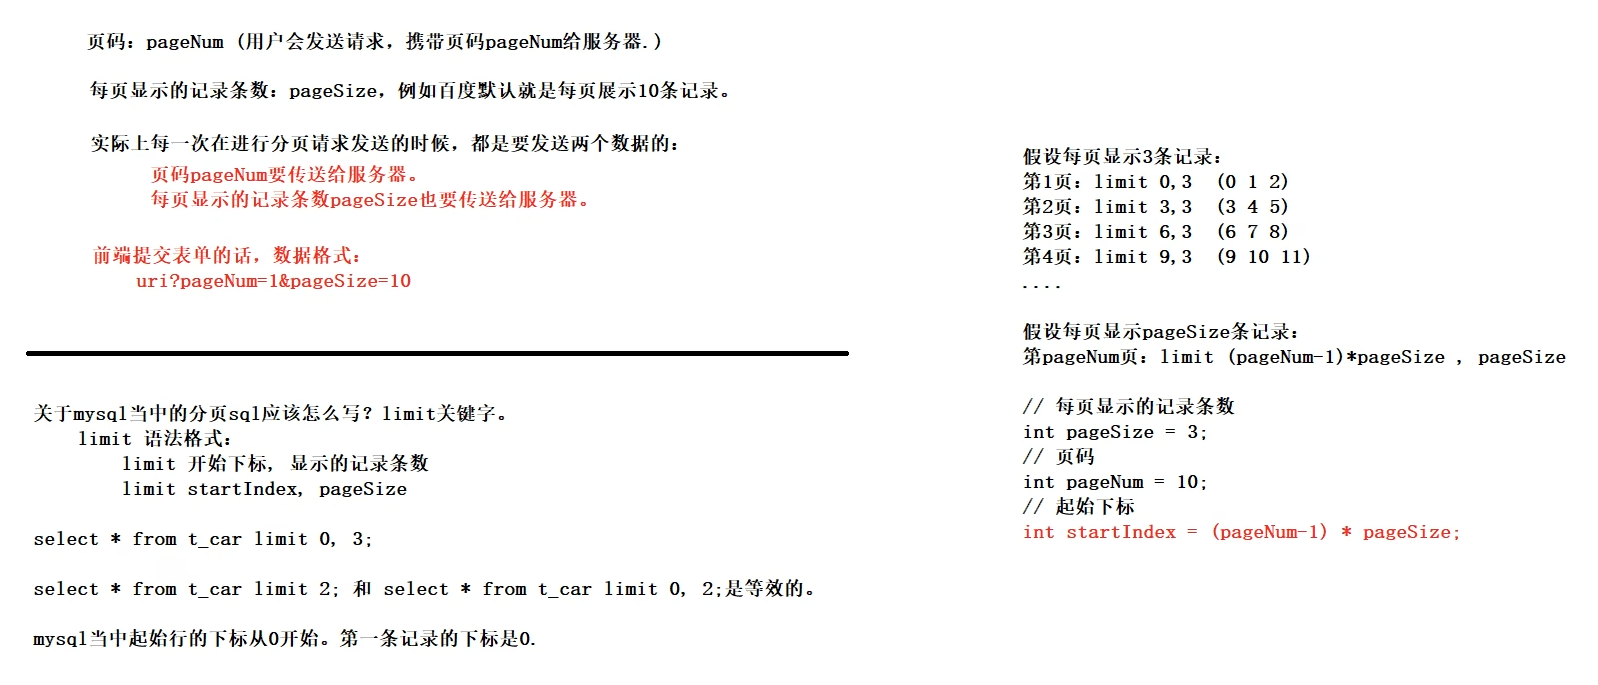 页码：pageNum (用户会发送请求，携带页码pageNum给服务器.)
每页显示的记录条数：pageSize，例如百度默认就是每页展示10条记录。
实际上每一次在进行分页请求发送的时候，都是要发送两个数据的：
页码pageNum要传送给服务器。
每页显示的记录条数pageSize也要传送给服务器。
前端提交表单的话，数据格式：
uri?pageNum=1&pageSize=10
关于mysql当中的分页sql应该怎么写？limit关键字。
limit 语法格式：
limit 开始下标, 显示的记录条数
limit startIndex, pageSize
select * from t_car limit 0, 3;
select * from t_car limit 2; 和 select * from t_car limit 0, 2;是等效的。
mysql当中起始行的下标从0开始。第一条记录的下标是0.
假设每页显示3条记录：
第1页：limit 0,3 (0 1 2)
第2页：limit 3,3 (3 4 5)
第3页：limit 6,3 (6 7 8)
第4页：limit 9,3 (9 10 11)
....
假设每页显示pageSize条记录：
第pageNum页：limit (pageNum-1)*pageSize , pageSize
// 每页显示的记录条数
int pageSize = 3;
// 页码
int pageNum = 10;
// 起始下标
int startIndex = (pageNum-1) * pageSize;